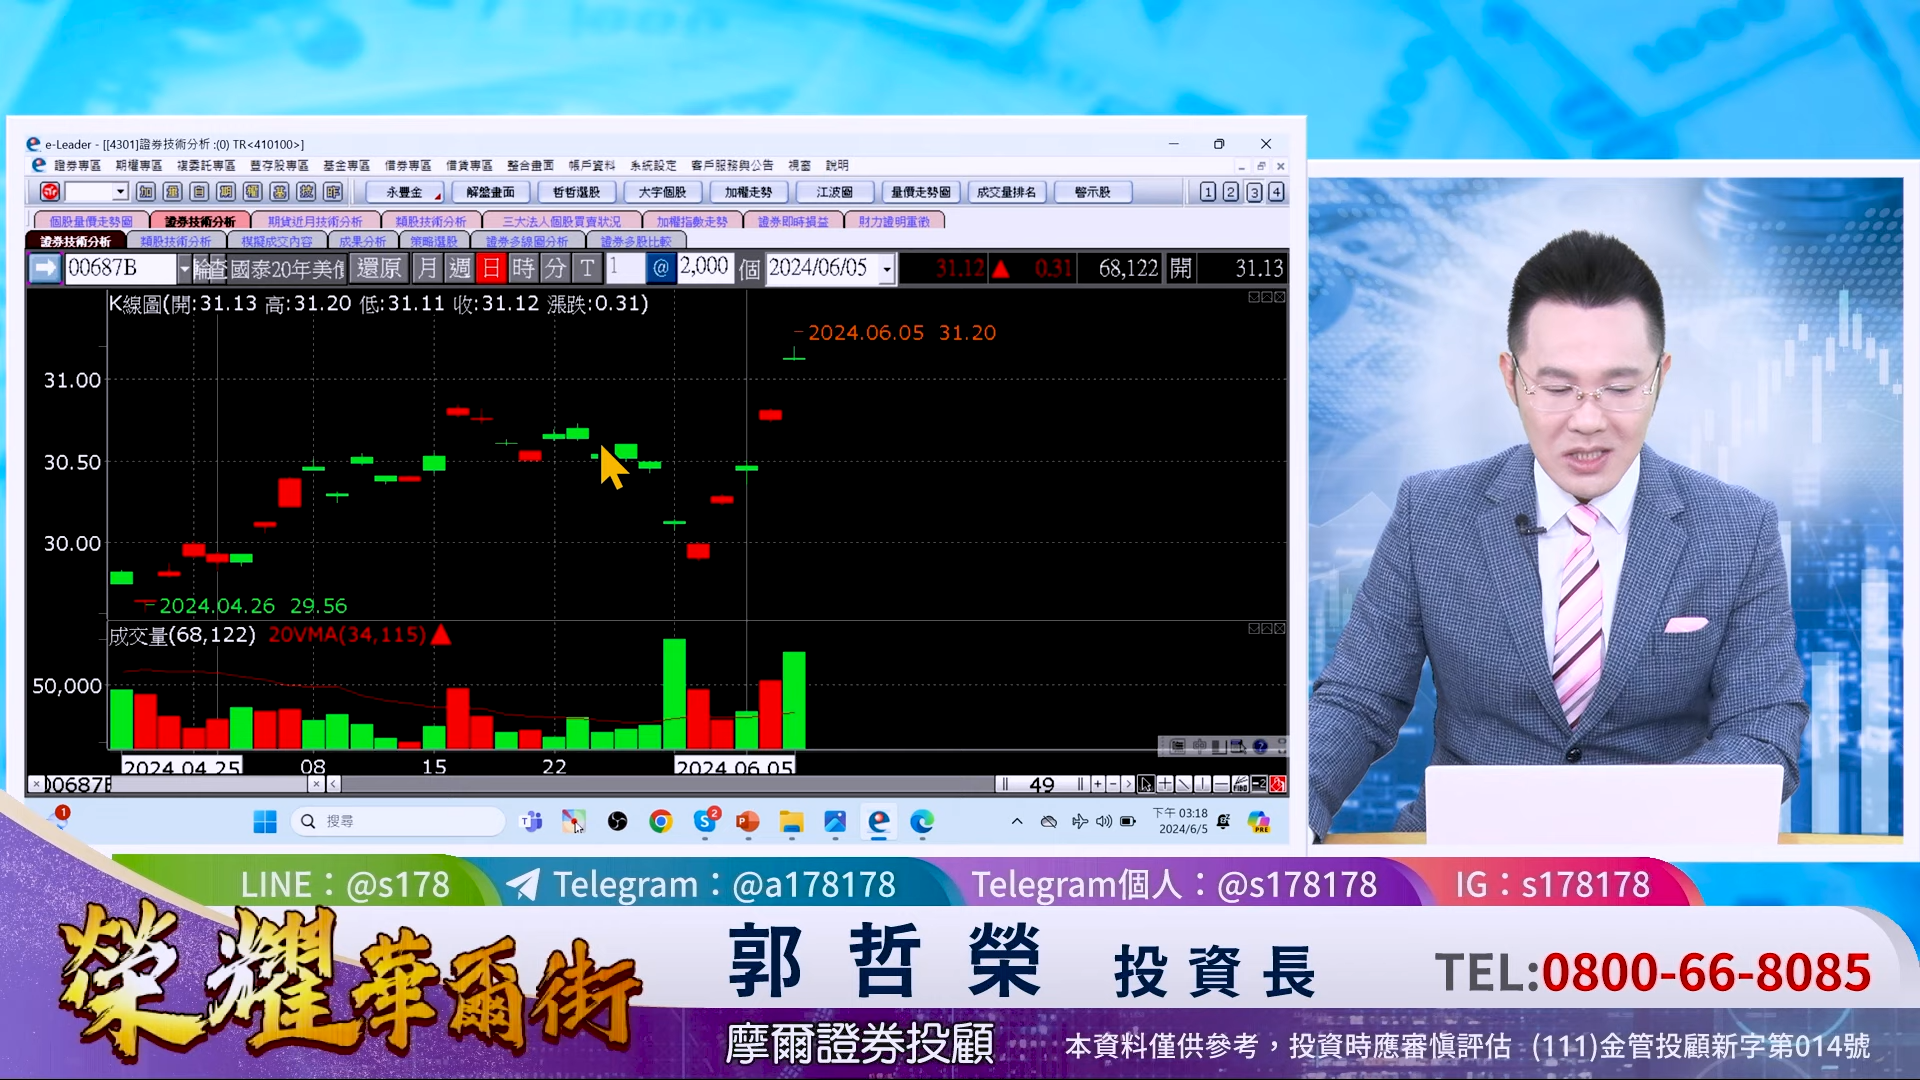 e-Leader - [[4301]證券技術分析 :(0) TR<410100>]
證券專區 期權專區 複委託專區 豐存股專區 基金專區 借券專區 借貸專區 整合畫面 帳戶資料 系統設定 客戶服務與公告 視窗 說明
永豐金 解盤畫面 哲哲選股 大字個股 加權走勢 江波圖 量價走勢圖 成交量排名 警示股 1 2 3 4
個股量價走勢圖 證券技術分析 期貨近月技術分析 類股技術分析 三大法人個股買賣狀況 加權指數走勢 證券即時損益 財力證明重徵
證券技術分析 類股技術分析 模擬成交內容 成果分析 策略選股 證券多線圖分析 證券多股比較
00687B 國泰20年美債 還原 月 週 日 時 分 T 1 @ 2,000 個 2024/06/05 31.12 ▲ 0.31 68,122 開 31.13
K線圖(開:31.13 高:31.20 低:31.11 收:31.12 漲跌:0.31)
2024.06.05 31.20
31.00
30.50
30.00
2024.04.26 29.56
成交量(68,122) 20VMA(34,115)▲
50,000
2024.04.25 08 15 22 2024.06.05
00687B
49
1
搜尋
2
下午 03:18
2024/6/5
LINE：@s178
Telegram：@a178178
Telegram個人：@s178178
IG：s178178
榮耀華爾街
郭哲榮 投資長
TEL:0800-66-8085
摩爾證券投顧
本資料僅供參考，投資時應審慎評估 (111)金管投顧新字第014號